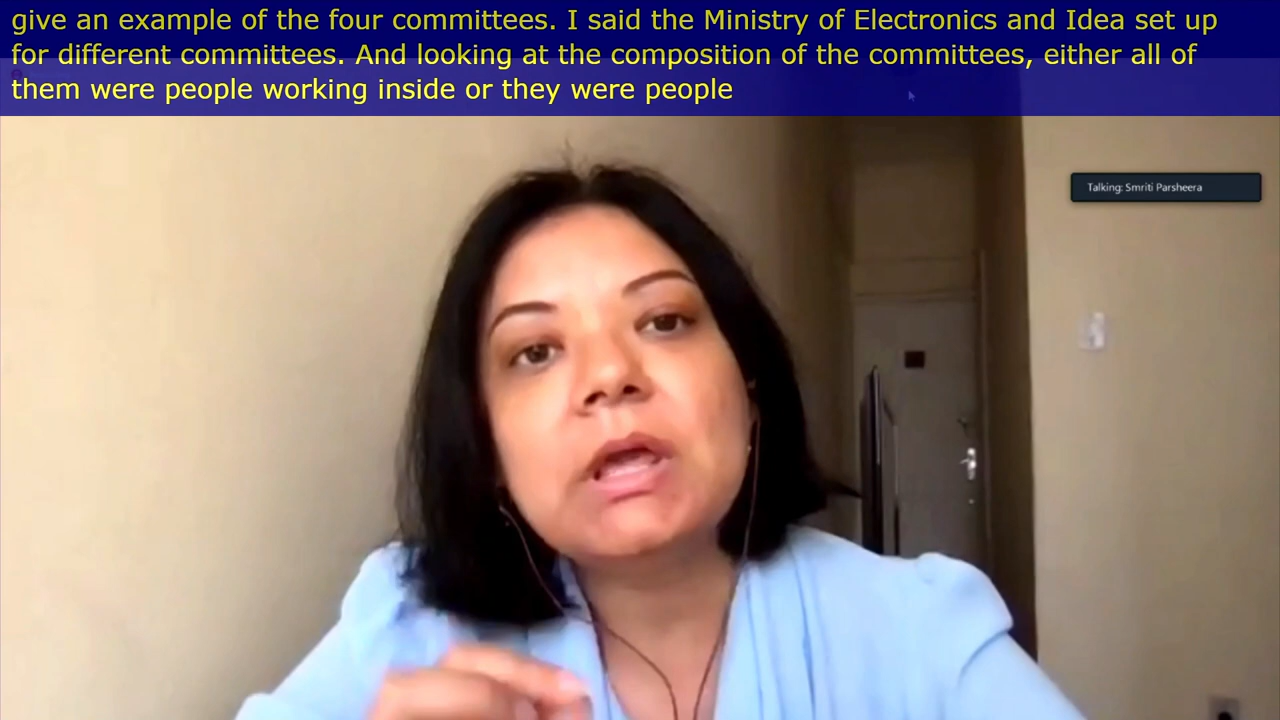 give an example of the four committees. I said the Ministry of Electronics and Idea set up
for different committees. And looking at the composition of the committees, either all of
them were people working inside or they were people
Talking: Smriti Parsheera